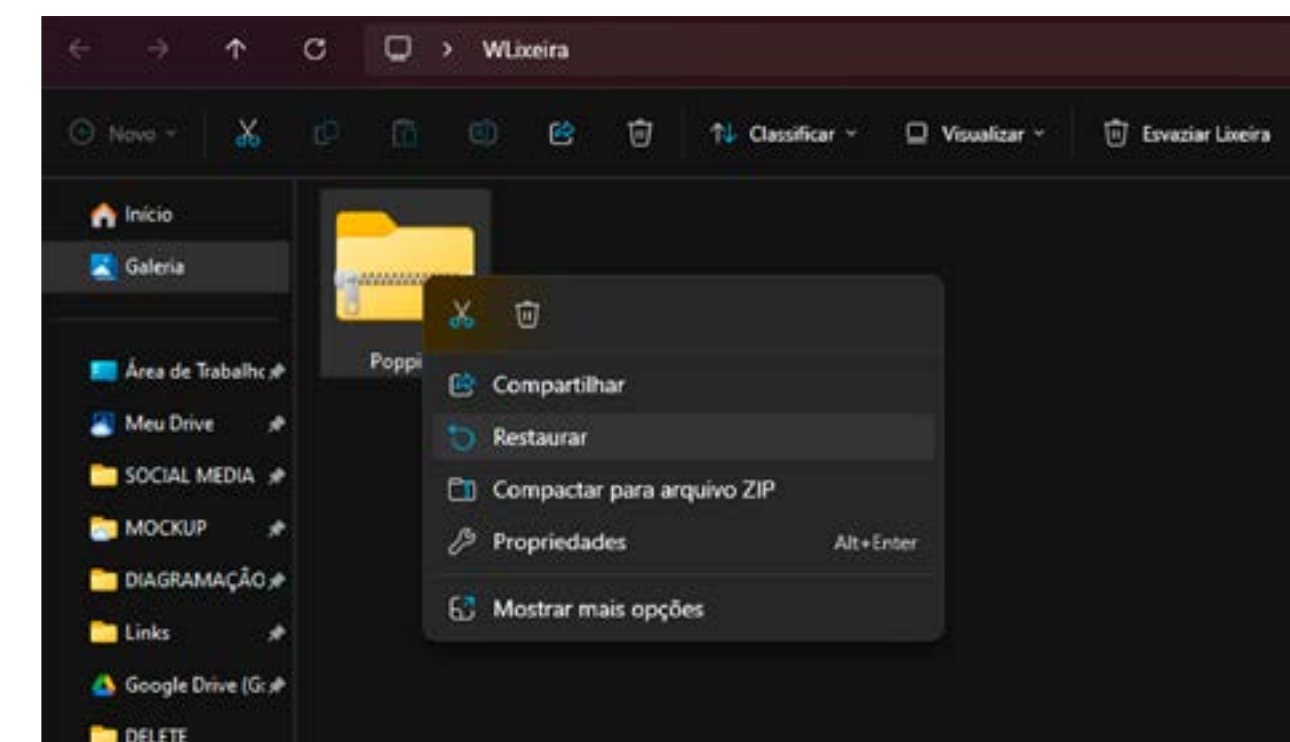 WLixeira
Novo
Classificar
Visualizar
Esvaziar Lixeira
Início
Galeria
Área de Trabalhc
Meu Drive
SOCIAL MEDIA
MOCKUP
DIAGRAMAÇÃO
Links
Google Drive (G:
DELETE
Poppi
Compartilhar
Restaurar
Compactar para arquivo ZIP
Propriedades Alt+Enter
Mostrar mais opções